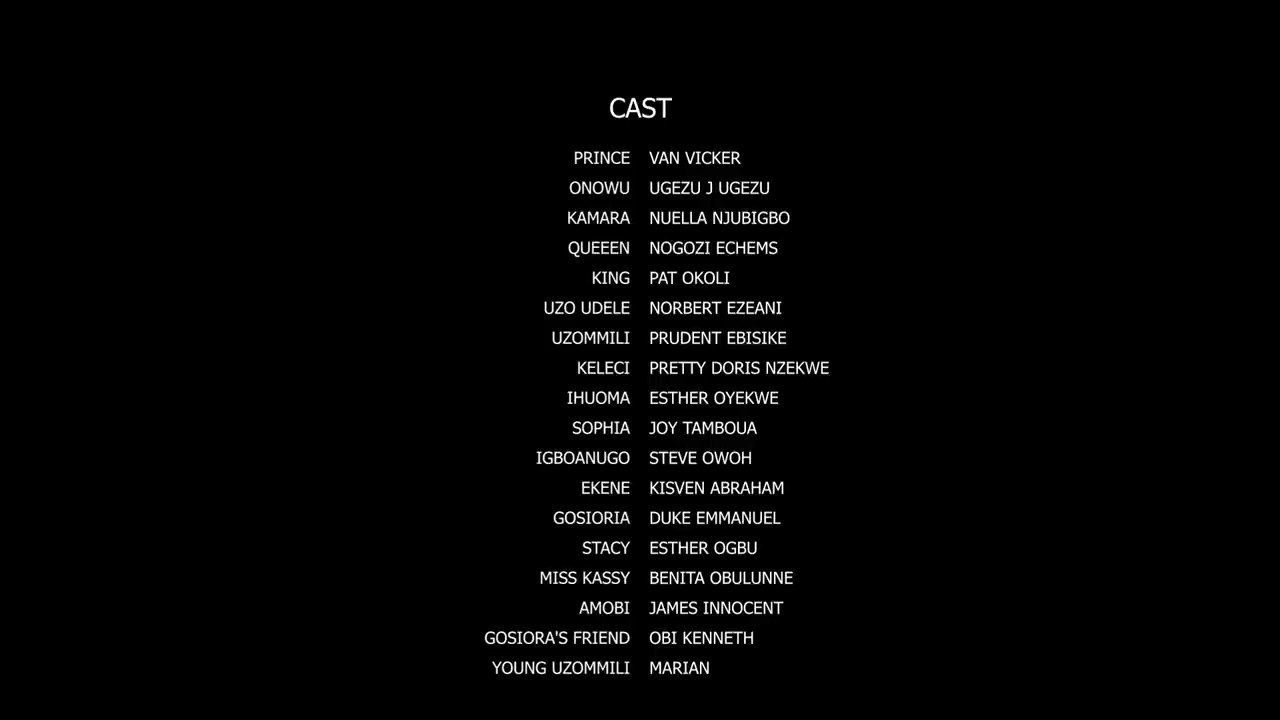 CAST
PRINCE VAN VICKER
ONOWU UGEZU J UGEZU
KAMARA NUELLA NJUBIGBO
QUEEEN NOGOZI ECHEMS
KING PAT OKOLI
UZO UDELE NORBERT EZEANI
UZOMMILI PRUDENT EBISIKE
KELECI PRETTY DORIS NZEKWE
IHUOMA ESTHER OYEKWE
SOPHIA JOY TAMBOUA
IGBOANUGO STEVE OWOH
EKENE KISVEN ABRAHAM
GOSIORIA DUKE EMMANUEL
STACY ESTHER OGBU
MISS KASSY BENITA OBULUNNE
AMOBI JAMES INNOCENT
GOSIORA'S FRIEND OBI KENNETH
YOUNG UZOMMILI MARIAN